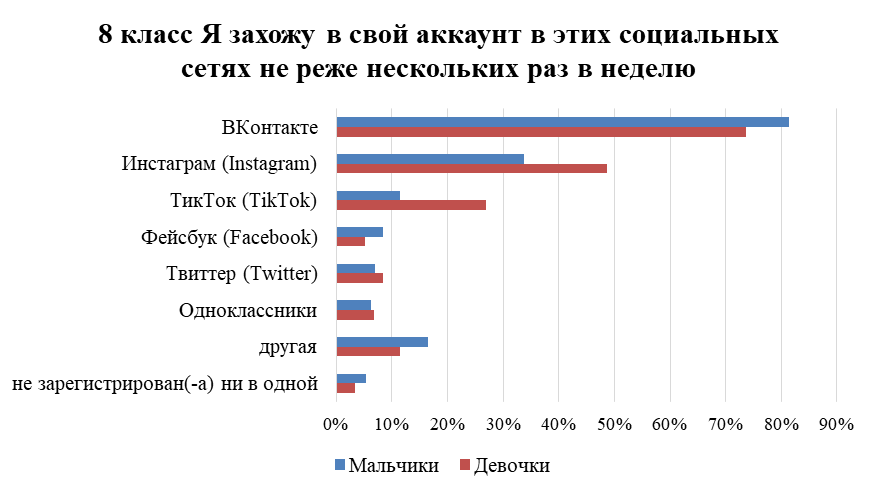 8 класс Я захожу в свой аккаунт в этих социальных
сетях не реже нескольких раз в неделю
ВКонтакте
Инстаграм (Instagram)
ТикТок (TikTok)
Фейсбук (Facebook)
Твиттер (Twitter)
Одноклассники
другая
не зарегистрирован(-а) ни в одной
0% 10% 20% 30% 40% 50% 60% 70% 80% 90%
Мальчики Девочки